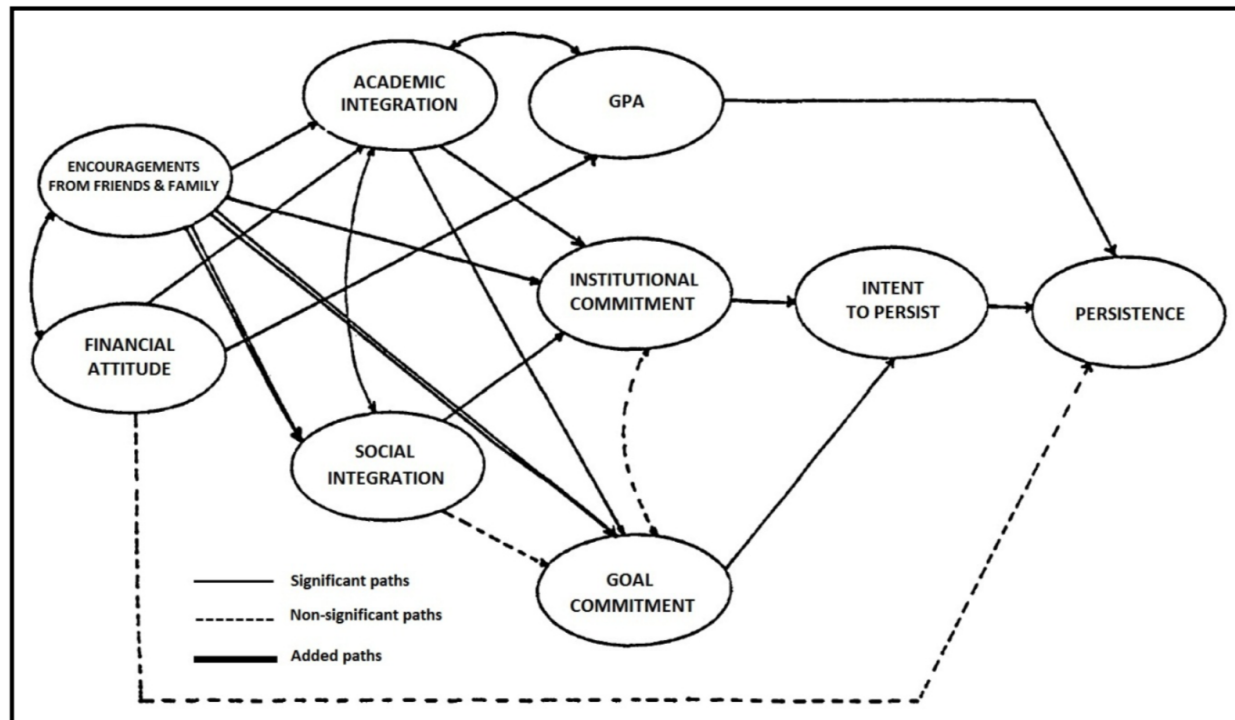 ACADEMIC
INTEGRATION
GPA
ENCOURAGEMENTS
FROM FRIENDS & FAMILY
INSTITUTIONAL
COMMITMENT
INTENT
TO PERSIST
PERSISTENCE
FINANCIAL
ATTITUDE
SOCIAL
INTEGRATION
GOAL
COMMITMENT
Significant paths
Non-significant paths
Added paths